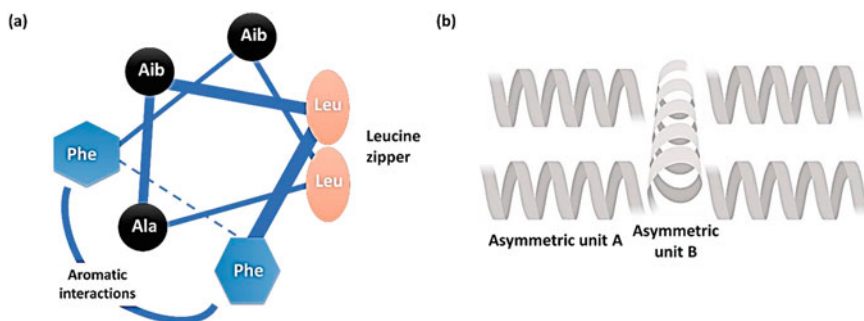 (a)
Aib
Aib
Leu
Phe
Leucine
zipper
Leu
Ala
Phe
Aromatic
interactions
(b)
Asymmetric unit A
Asymmetric
unit B